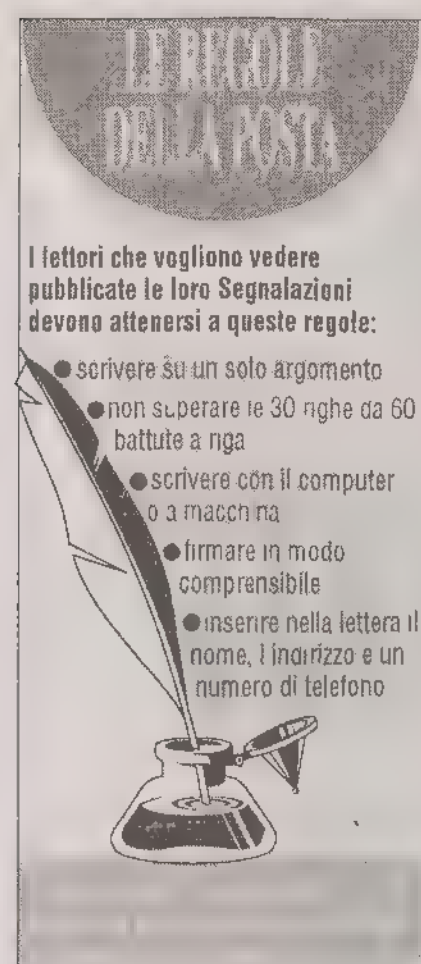 LE REGOLE
DELLA POSTA
I lettori che vogliono vedere
pubblicate le loro Segnalazioni
devono attenersi a queste regole:
● scrivere su un solo argomento
● non superare le 30 righe da 60
battute a riga
● scrivere con il computer
o a macchina
● firmare in modo
comprensibile
● inserire nella lettera il
nome, l'indirizzo e un
numero di telefono